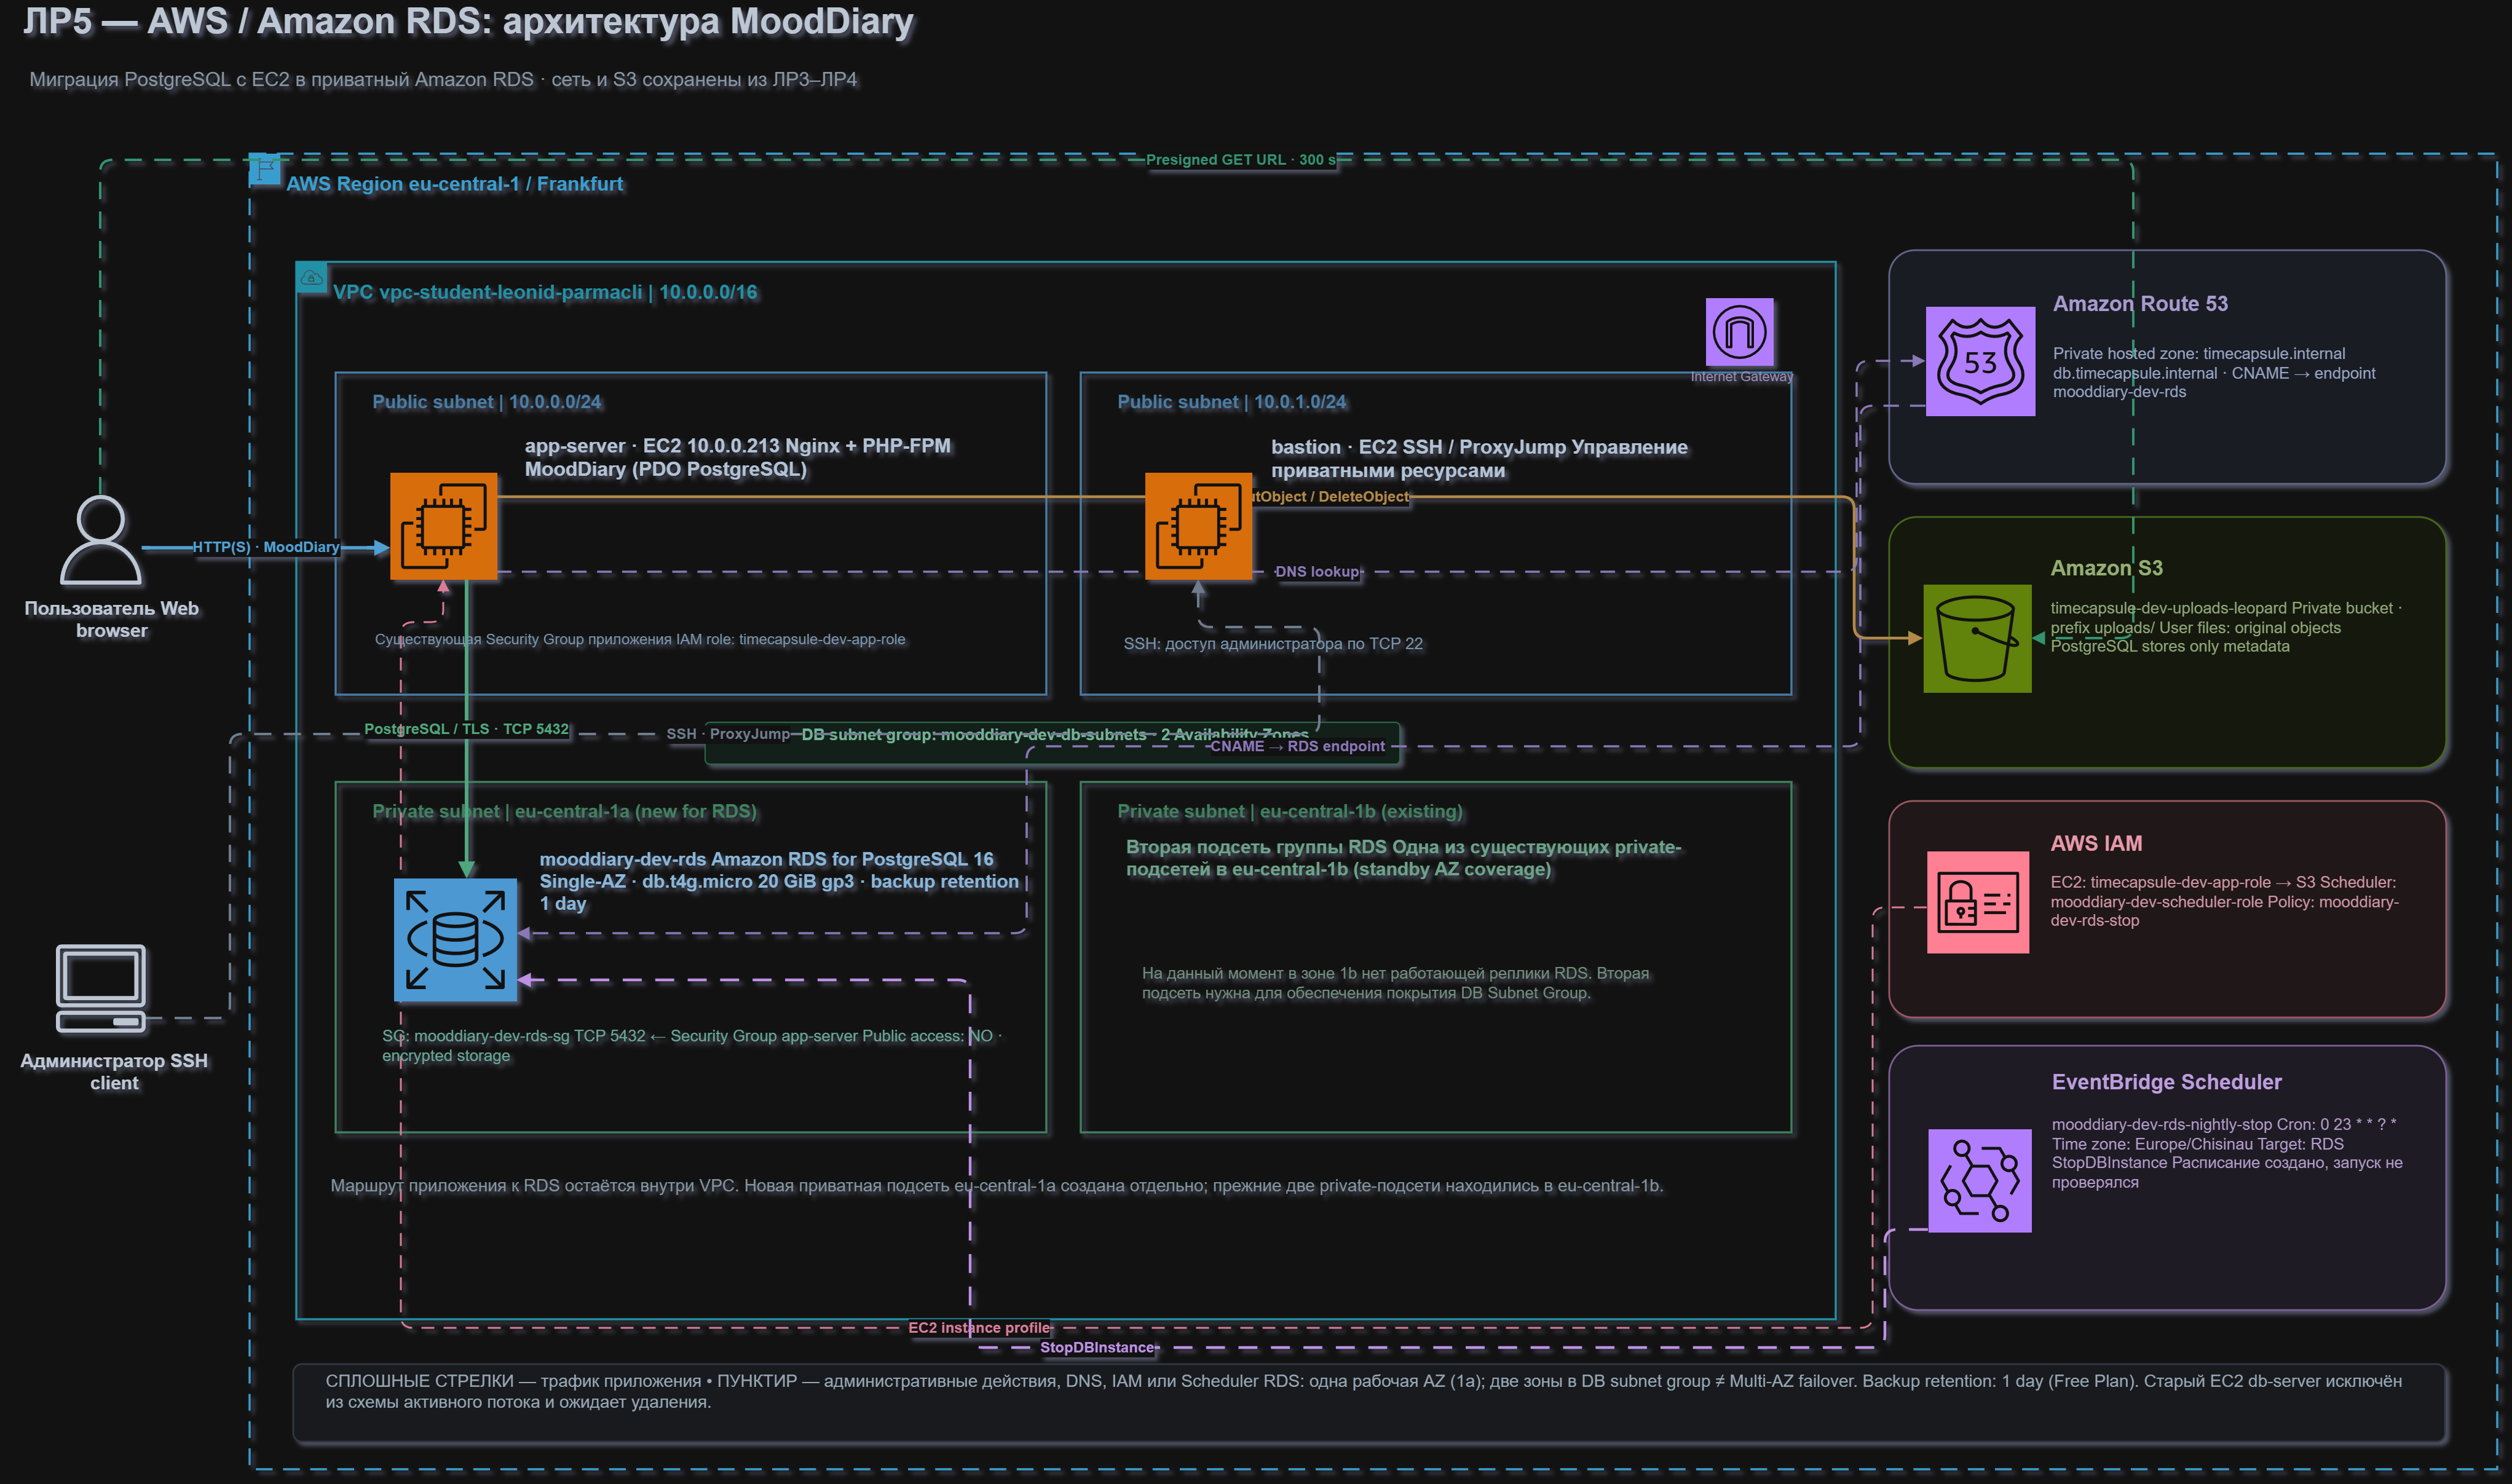 ЛР5 — AWS / Amazon RDS: архитектура MoodDiary
Миграция PostgreSQL с EC2 в приватный Amazon RDS · сеть и S3 сохранены из ЛР3–ЛР4
Presigned GET URL · 300 s
AWS Region eu-central-1 / Frankfurt
VPC vpc-student-leonid-parmacli | 10.0.0.0/16
Internet Gateway
Public subnet | 10.0.0.0/24
app-server · EC2 10.0.0.213 Nginx + PHP-FPM
MoodDiary (PDO PostgreSQL)
Существующая Security Group приложения IAM role: timecapsule-dev-app-role
Public subnet | 10.0.1.0/24
bastion · EC2 SSH / ProxyJump Управление
приватными ресурсами
/ DeleteObject
DNS lookup
SSH: доступ администратора по TCP 22
HTTP(S) · MoodDiary
Пользователь Web
browser
PostgreSQL / TLS · TCP 5432
SSH · ProxyJump
DB subnet group: mooddiary-dev-db-subnets · 2 Availability Zones
CNAME → RDS endpoint
Private subnet | eu-central-1a (new for RDS)
mooddiary-dev-rds Amazon RDS for PostgreSQL 16
Single-AZ · db.t4g.micro 20 GiB gp3 · backup retention
1 day
SG: mooddiary-dev-rds-sg TCP 5432 ← Security Group app-server Public access: NO ·
encrypted storage
Private subnet | eu-central-1b (existing)
Вторая подсеть группы RDS Одна из существующих private-
подсетей в eu-central-1b (standby AZ coverage)
На данный момент в зоне 1b нет работающей реплики RDS. Вторая
подсеть нужна для обеспечения покрытия DB Subnet Group.
Администратор SSH
client
Маршрут приложения к RDS остаётся внутри VPC. Новая приватная подсеть eu-central-1a создана отдельно; прежние две private-подсети находились в eu-central-1b.
Amazon Route 53
53
Private hosted zone: timecapsule.internal
db.timecapsule.internal · CNAME → endpoint
mooddiary-dev-rds
Amazon S3
timecapsule-dev-uploads-leopard Private bucket ·
prefix uploads/ User files: original objects
PostgreSQL stores only metadata
AWS IAM
EC2: timecapsule-dev-app-role → S3 Scheduler:
mooddiary-dev-scheduler-role Policy: mooddiary-
dev-rds-stop
EventBridge Scheduler
mooddiary-dev-rds-nightly-stop Cron: 0 23 * * ? *
Time zone: Europe/Chisinau Target: RDS
StopDBInstance Расписание создано, запуск не
проверялся
EC2 instance profile
StopDBInstance
СПЛОШНЫЕ СТРЕЛКИ — трафик приложения • ПУНКТИР — административные действия, DNS, IAM или Scheduler RDS: одна рабочая AZ (1a); две зоны в DB subnet group ≠ Multi-AZ failover. Backup retention: 1 day (Free Plan). Старый EC2 db-server исключён
из схемы активного потока и ожидает удаления.